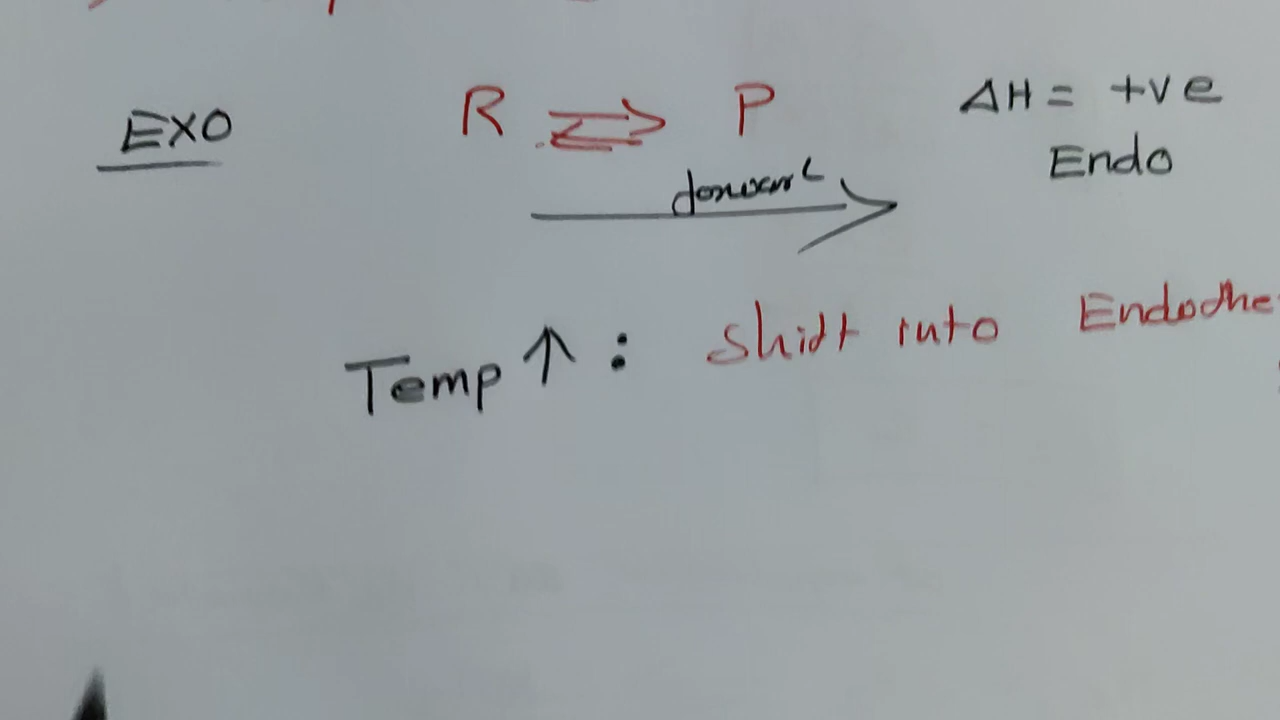 EXO R ⇌ P ΔH = +ve
Endo
forward
Temp ↑ : Shift into Endothe